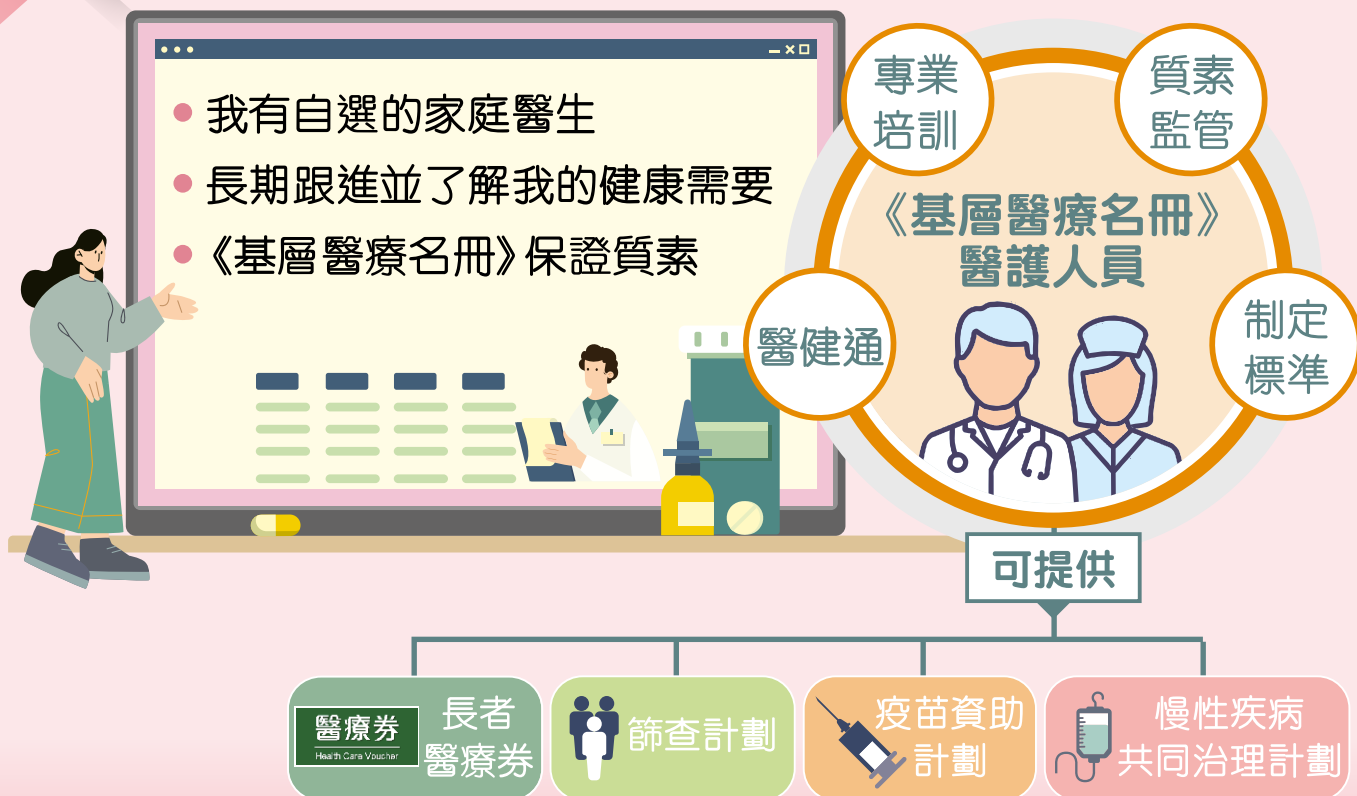 我有自選的家庭醫生
長期跟進並了解我的健康需要
《基層醫療名冊》保證質素
專業
培訓
質素
監管
《基層醫療名冊》
醫護人員
醫健通
制定
標準
可提供
醫療券
Health Care Voucher
長者
醫療券
篩查計劃
疫苗資助
計劃
慢性疾病
共同治理計劃